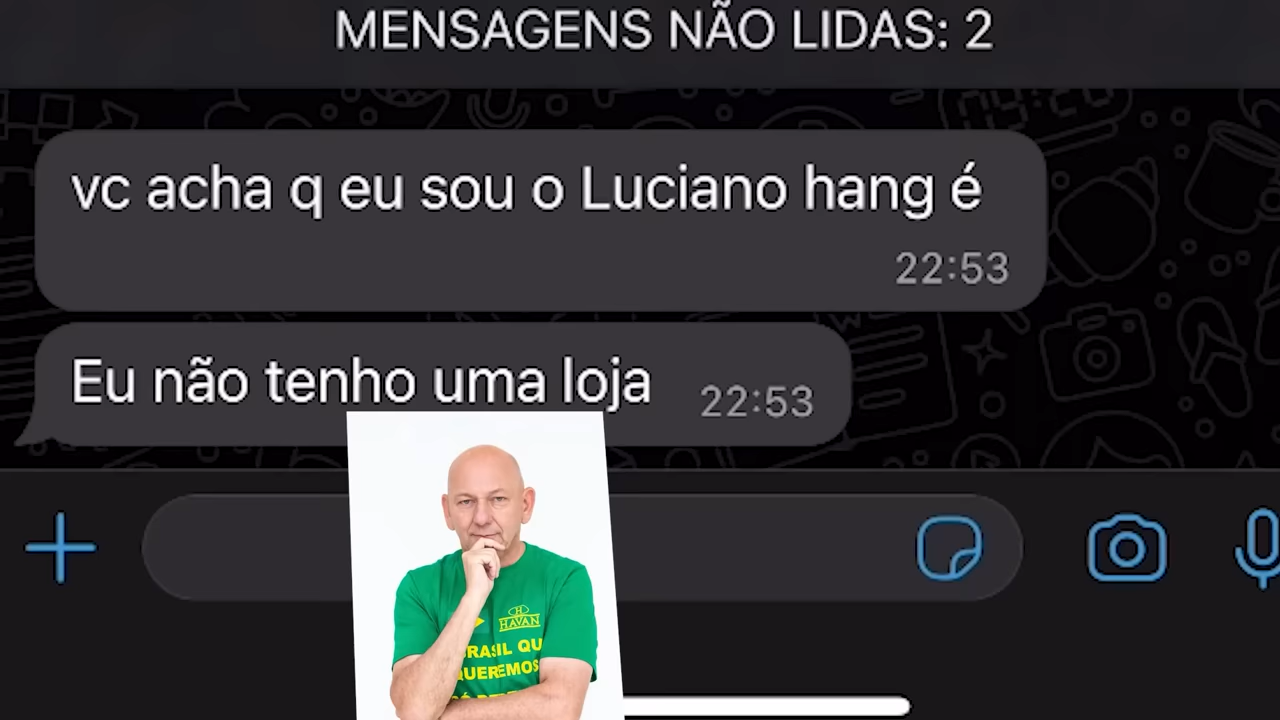 MENSAGENS NÃO LIDAS: 2
vc acha q eu sou o Luciano hang é
22:53
Eu não tenho uma loja 22:53
H
HAVAN
BRASIL QU
QUEREMOS